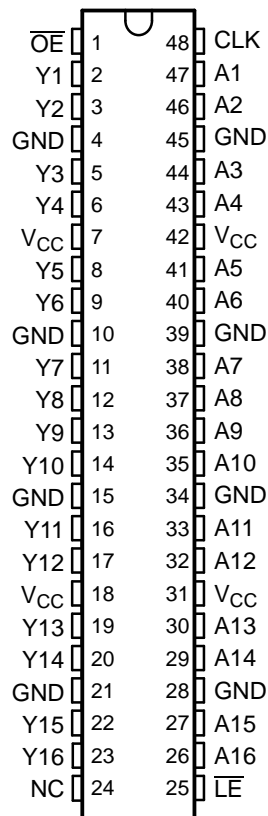 OE 1 48 CLK
Y1 2 47 A1
Y2 3 46 A2
GND 4 45 GND
Y3 5 44 A3
Y4 6 43 A4
VCC 7 42 VCC
Y5 8 41 A5
Y6 9 40 A6
GND 10 39 GND
Y7 11 38 A7
Y8 12 37 A8
Y9 13 36 A9
Y10 14 35 A10
GND 15 34 GND
Y11 16 33 A11
Y12 17 32 A12
VCC 18 31 VCC
Y13 19 30 A13
Y14 20 29 A14
GND 21 28 GND
Y15 22 27 A15
Y16 23 26 A16
NC 24 25 LE